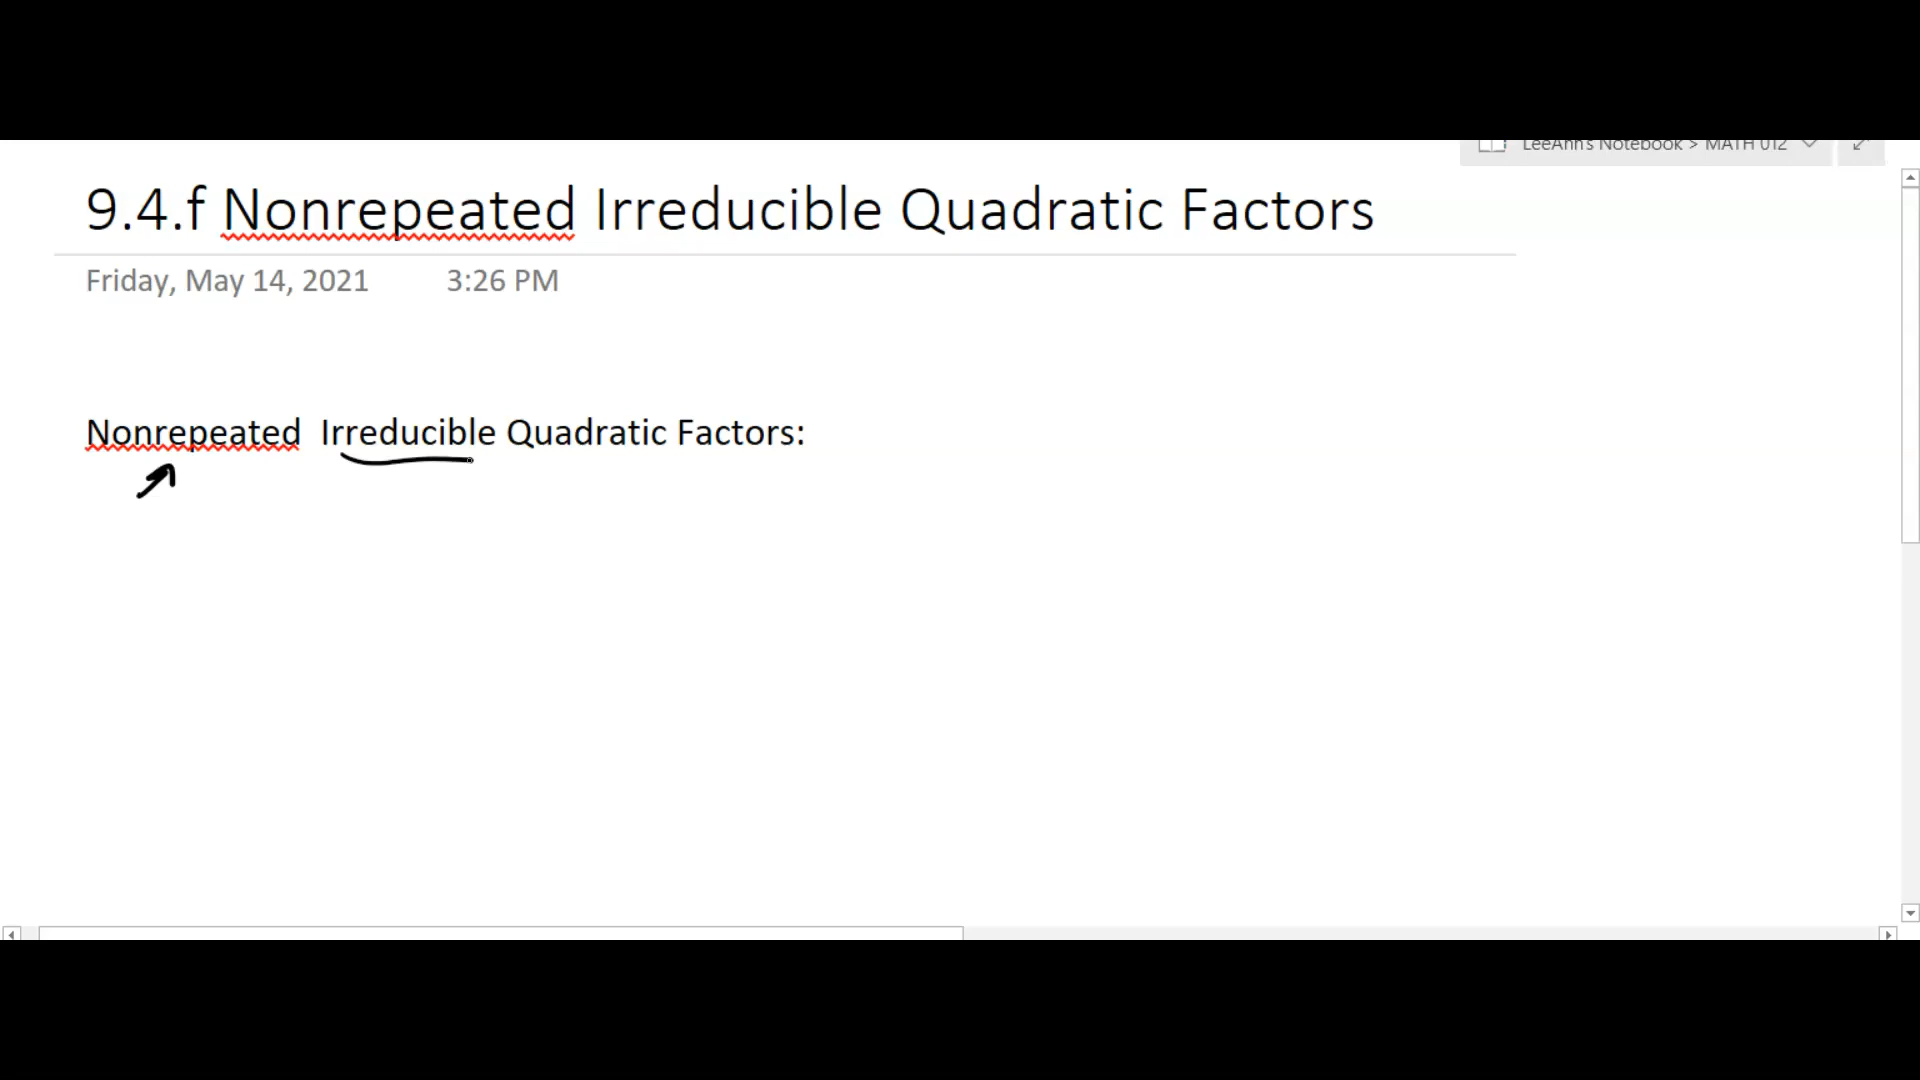 LeeAnn's Notebook > MATH 012
9.4.f Nonrepeated Irreducible Quadratic Factors
Friday, May 14, 2021 3:26 PM
Nonrepeated Irreducible Quadratic Factors: